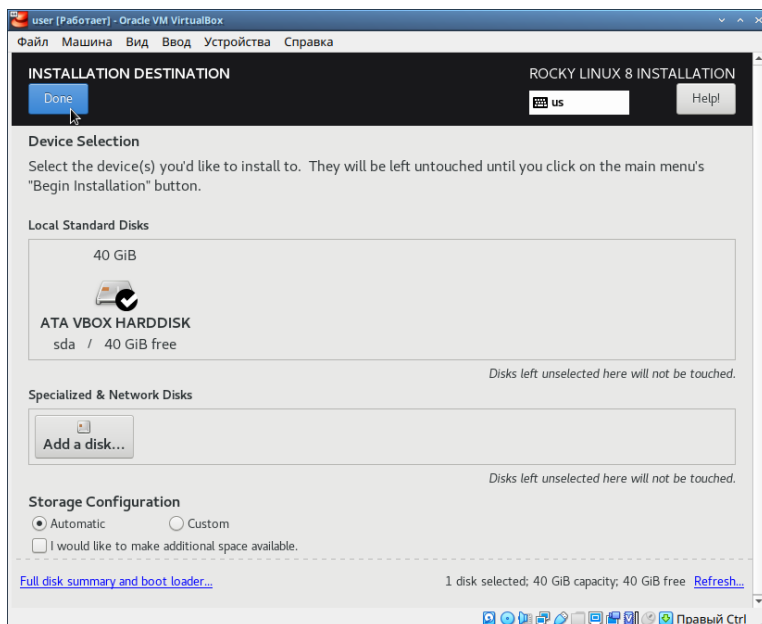 user [Работает] - Oracle VM VirtualBox
Файл Машина Вид Ввод Устройства Справка
INSTALLATION DESTINATION
ROCKY LINUX 8 INSTALLATION
Done
us
Help!
Device Selection
Select the device(s) you'd like to install to. They will be left untouched until you click on the main menu's
"Begin Installation" button.
Local Standard Disks
40 GiB
ATA VBOX HARDDISK
sda / 40 GiB free
Disks left unselected here will not be touched.
Specialized & Network Disks
Add a disk...
Disks left unselected here will not be touched.
Storage Configuration
Automatic Custom
I would like to make additional space available.
Full disk summary and boot loader...
1 disk selected; 40 GiB capacity; 40 GiB free Refresh...
Правый Ctrl